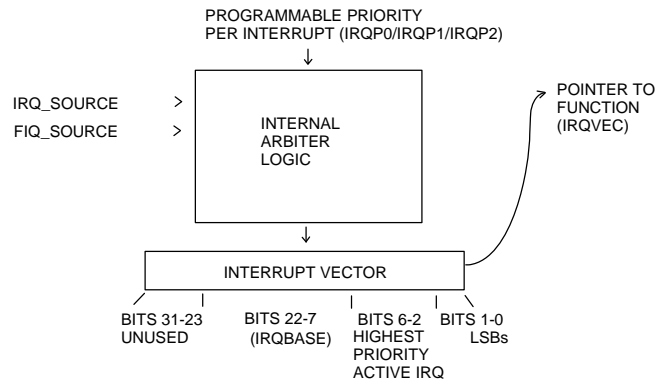 PROGRAMMABLE PRIORITY
PER INTERRUPT (IRQP0/IRQP1/IRQP2)
IRQ_SOURCE
FIQ_SOURCE
INTERNAL
ARBITER
LOGIC
POINTER TO
FUNCTION
(IRQVEC)
INTERRUPT VECTOR
BITS 31-23
UNUSED
BITS 22-7
(IRQBASE)
BITS 6-2
HIGHEST
PRIORITY
ACTIVE IRQ
BITS 1-0
LSBs